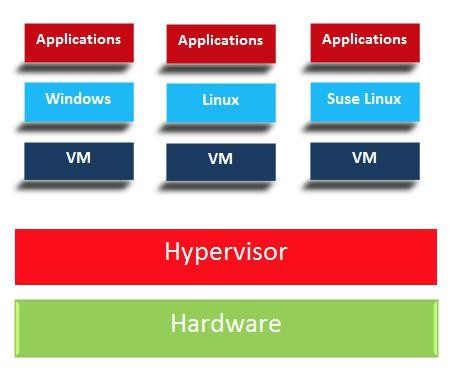 Applications
Applications
Applications
Windows
Linux
Suse Linux
VM
VM
VM
Hypervisor
Hardware